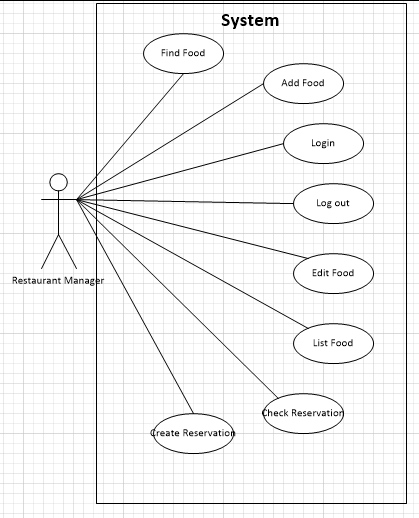 System
Find Food
Add Food
Login
Log out
Restaurant Manager
Edit Food
List Food
Check Reservation
Create Reservation